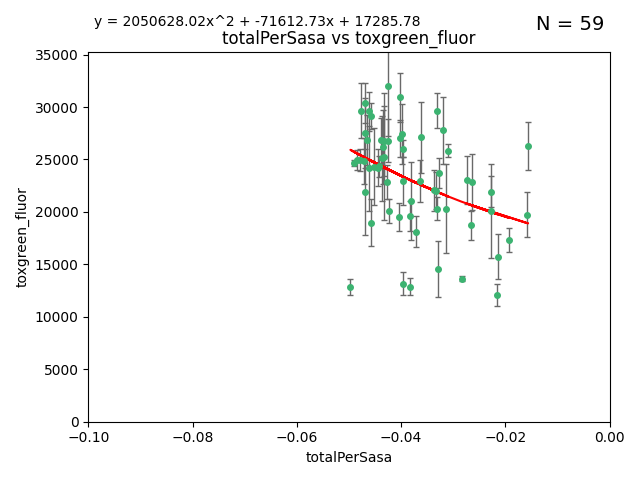 y = 2050628.02x^2 + -71612.73x + 17285.78
N = 59
totalPerSasa vs toxgreen_fluor
35000
30000
25000
20000
15000
10000
5000
0
toxgreen_fluor
−0.10
−0.08
−0.06
−0.04
−0.02
0.00
totalPerSasa